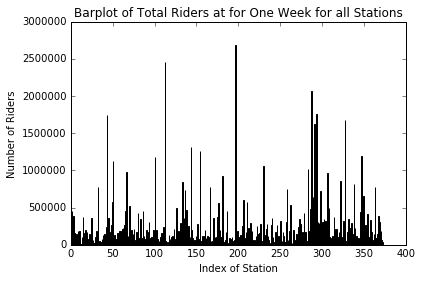 Barplot of Total Riders at for One Week for all Stations
3000000
2500000
2000000
1500000
1000000
500000
0
Number of Riders
0 50 100 150 200 250 300 350 400
Index of Station